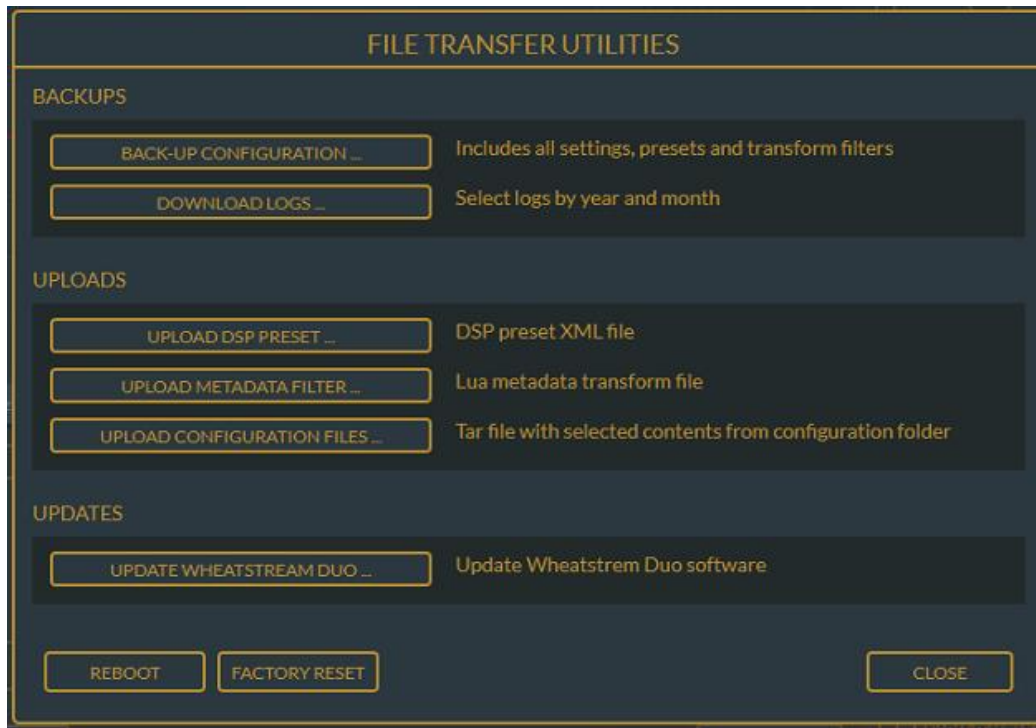 FILE TRANSFER UTILITIES
BACKUPS
BACK-UP CONFIGURATION ... Includes all settings, presets and transform filters
DOWNLOAD LOGS ... Select logs by year and month
UPLOADS
UPLOAD DSP PRESET ... DSP preset XML file
UPLOAD METADATA FILTER ... Lua metadata transform file
UPLOAD CONFIGURATION FILES ... Tar file with selected contents from configuration folder
UPDATES
UPDATE WHEATSTREAM DUO ... Update Wheatstrem Duo software
REBOOT FACTORY RESET CLOSE